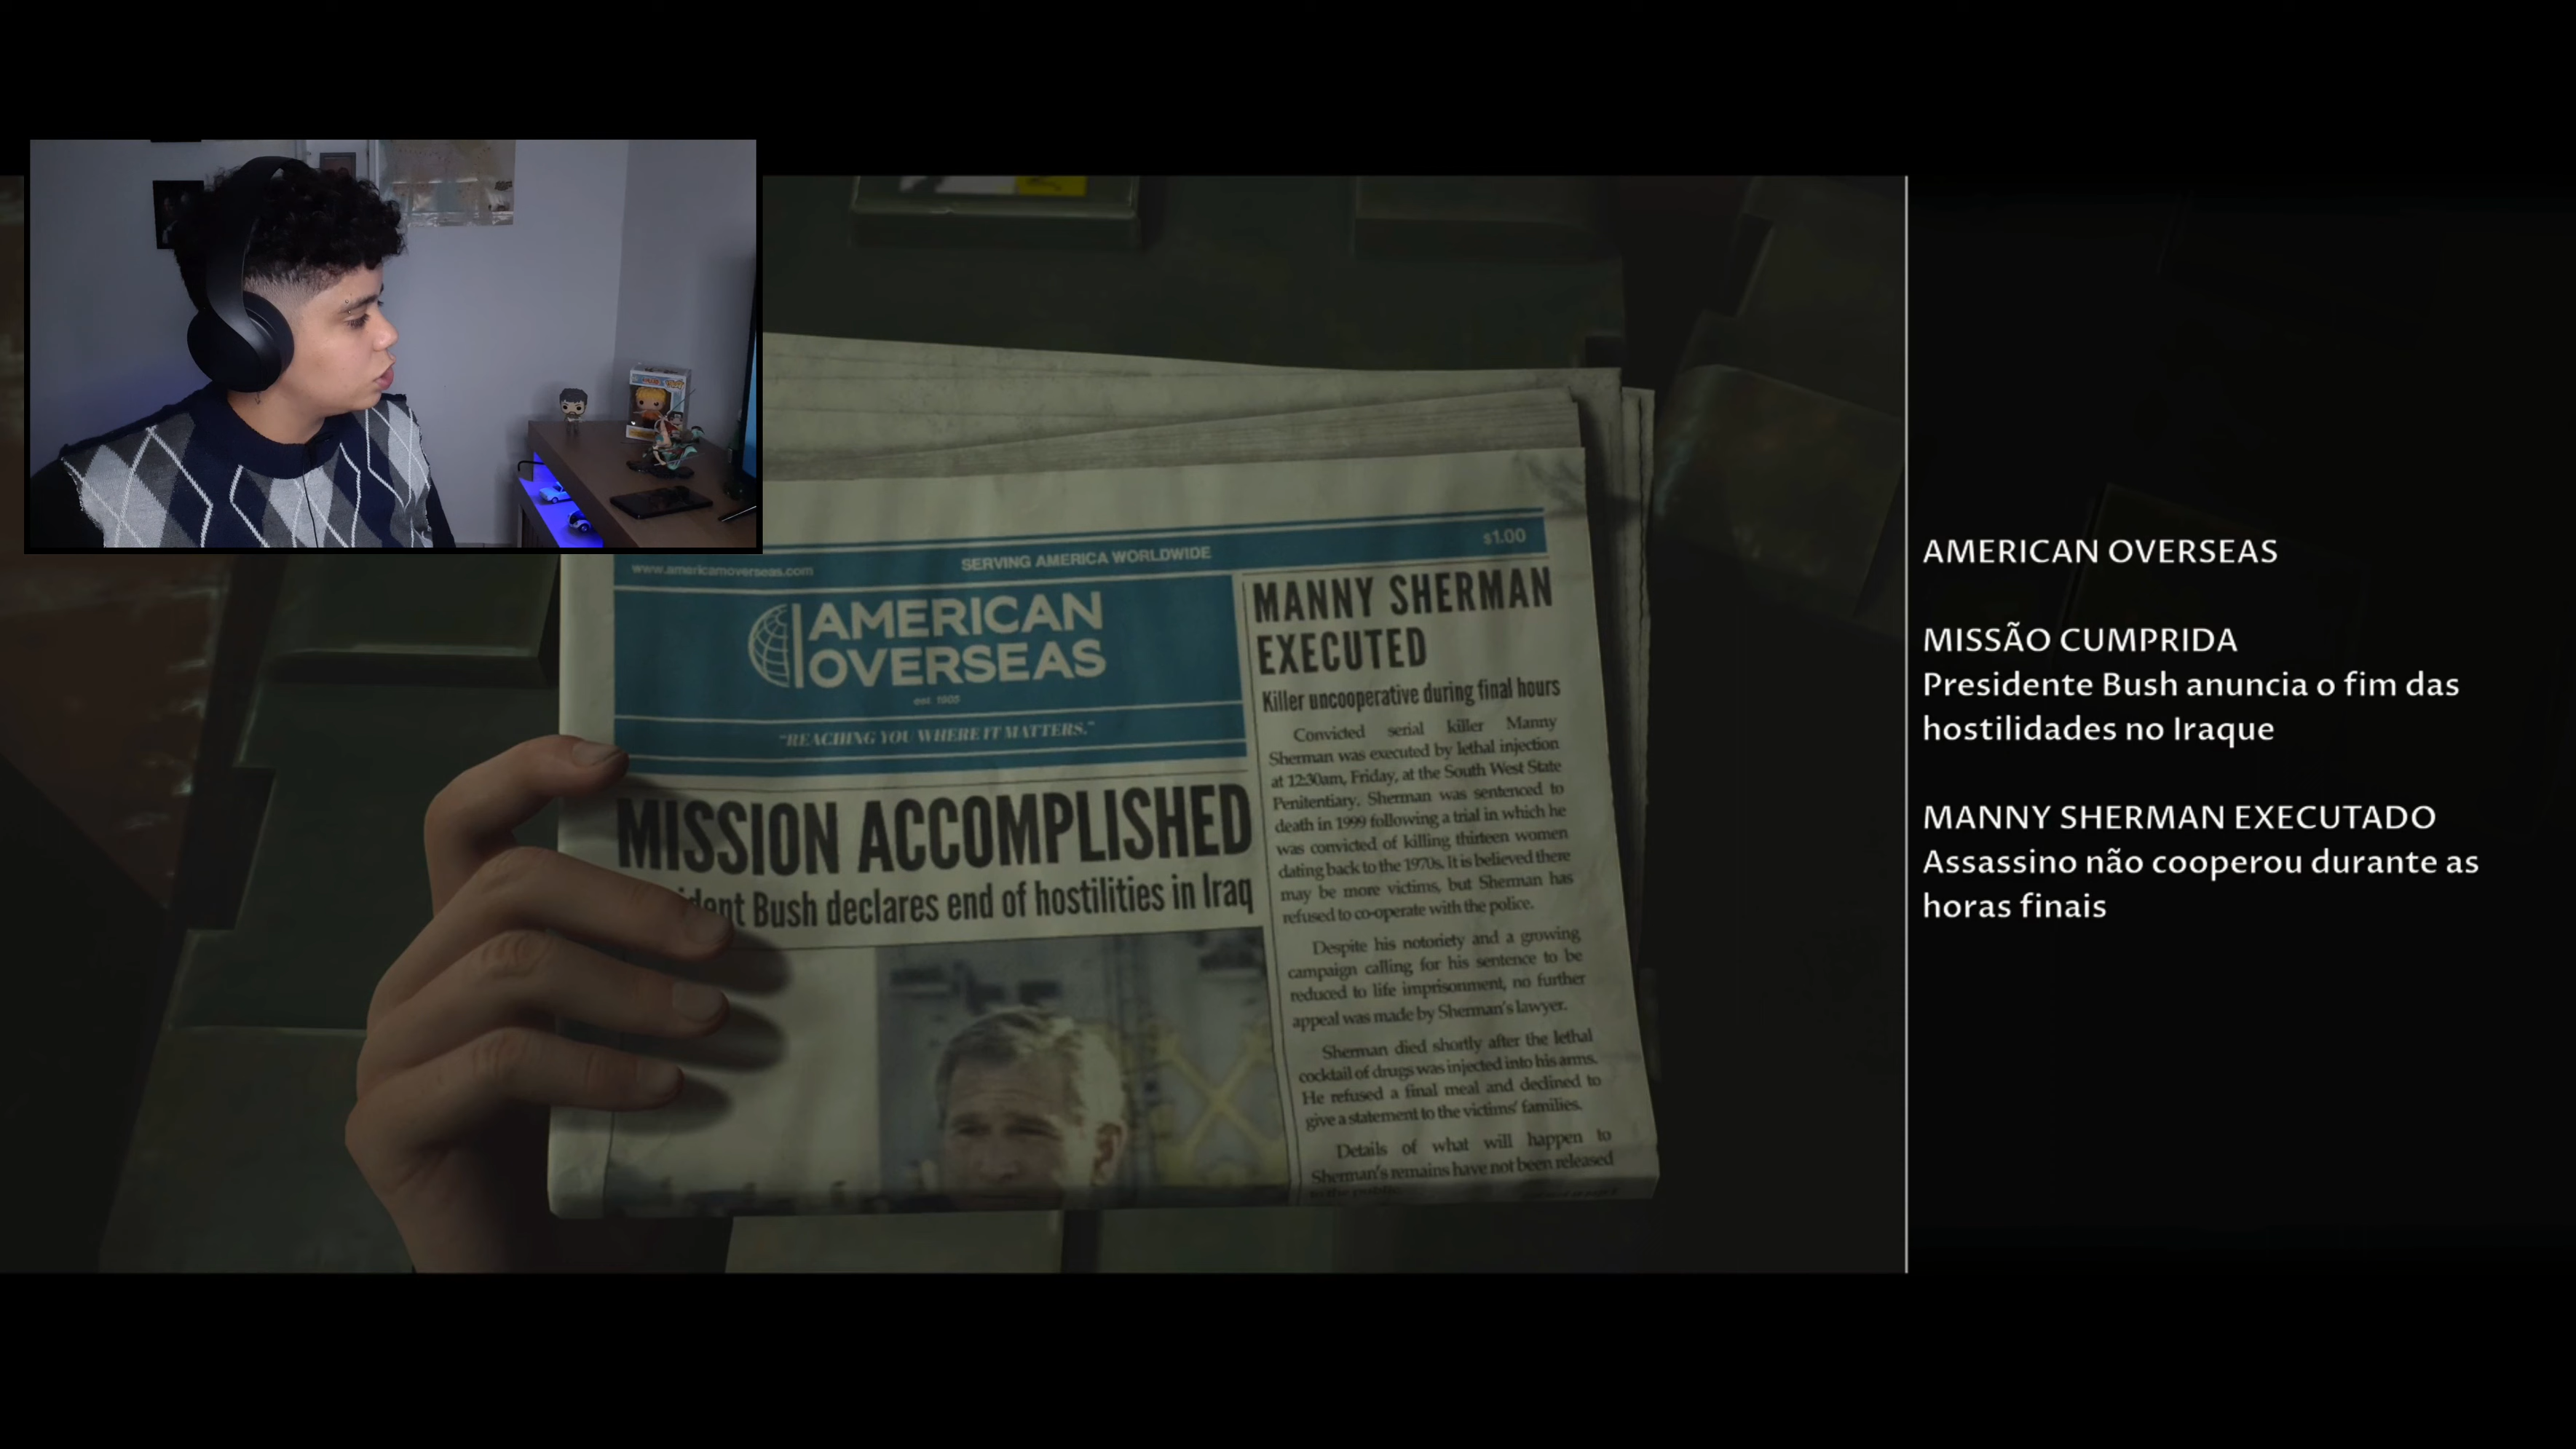 www.americanoverseas.com
SERVING AMERICA WORLDWIDE
$1.00
AMERICAN
OVERSEAS
est. 1905
"REACHING YOU WHERE IT MATTERS."
MISSION ACCOMPLISHED
dent Bush declares end of hostilities in Iraq
MANNY SHERMAN
EXECUTED
Killer uncooperative during final hours
Convicted serial killer Manny
Sherman was executed by lethal injection
at 12:30am, Friday, at the South West State
Penitentiary. Sherman was sentenced to
death in 1999 following a trial in which he
was convicted of killing thirteen women
dating back to the 1970s. It is believed there
may be more victims, but Sherman has
refused to co-operate with the police.
Despite his notoriety and a growing
campaign calling for his sentence to be
reduced to life imprisonment, no further
appeal was made by Sherman's lawyer.
Sherman died shortly after the lethal
cocktail of drugs was injected into his arms.
He refused a final meal and declined to
give a statement to the victims' families.
Details of what will happen to
Sherman's remains have not been released
AMERICAN OVERSEAS
MISSÃO CUMPRIDA
Presidente Bush anuncia o fim das
hostilidades no Iraque
MANNY SHERMAN EXECUTADO
Assassino não cooperou durante as
horas finais